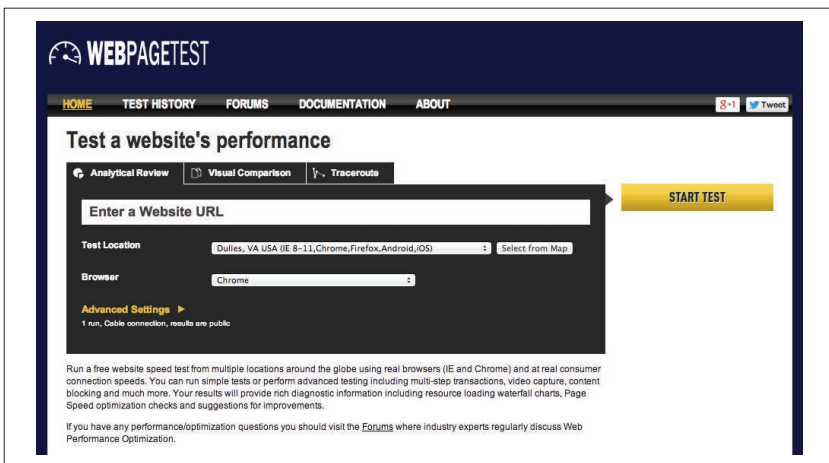 WEBPAGETEST
HOME TEST HISTORY FORUMS DOCUMENTATION ABOUT
g+1 Tweet
Test a website's performance
Analytical Review Visual Comparison Traceroute
START TEST
Enter a Website URL
Test Location Dulles, VA USA (IE 8-11,Chrome,Firefox,Android,iOS) Select from Map
Browser Chrome
Advanced Settings
1 run, Cable connection, results are public
Run a free website speed test from multiple locations around the globe using real browsers (IE and Chrome) and at real consumer
connection speeds. You can run simple tests or perform advanced testing including multi-step transactions, video capture, content
blocking and much more. Your results will provide rich diagnostic information including resource loading waterfall charts, Page
Speed optimization checks and suggestions for improvements.
If you have any performance/optimization questions you should visit the Forums where industry experts regularly discuss Web
Performance Optimization.